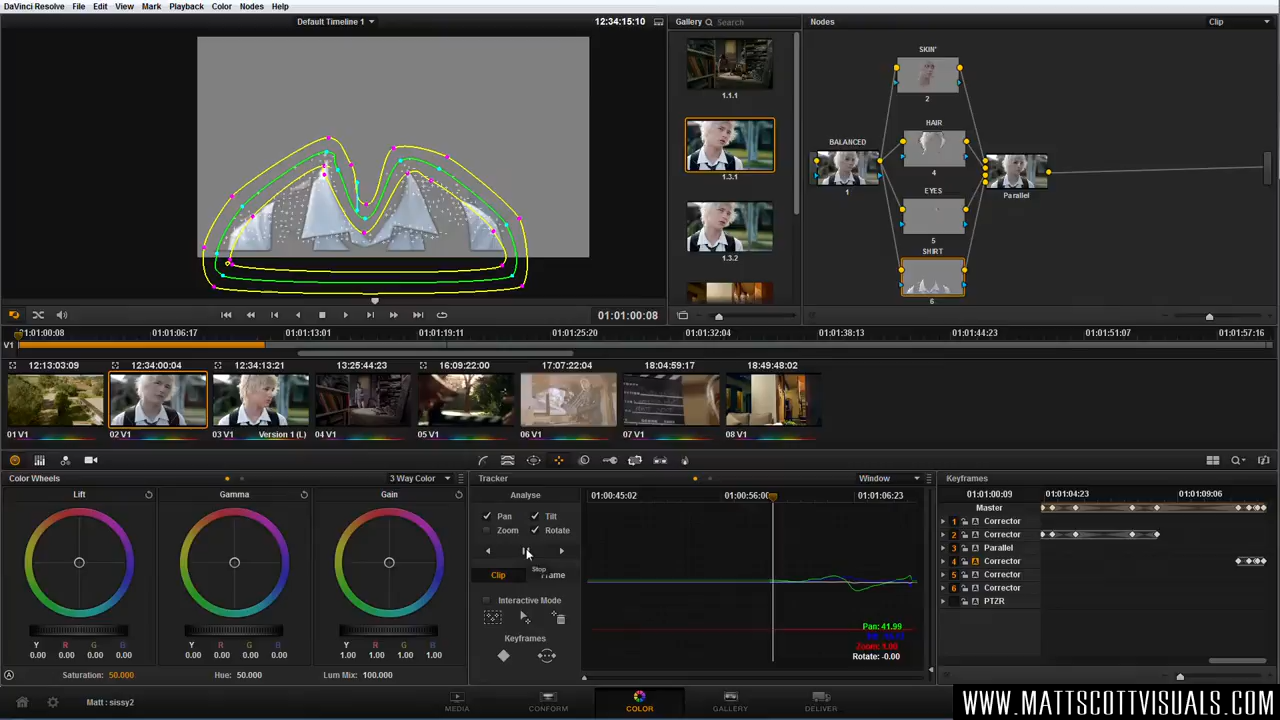 DaVinci Resolve File Edit View Mark Playback Color Nodes Help
Default Timeline 1 12:34:15:10 Gallery Search Nodes Clip
SKIN'
2
HAIR
4
BALANCED
1
EYES
5
Parallel
SHIRT
6
1.1.1
1.3.1
1.3.2
01:01:00:08
01:01:00:08 01:01:06:17 01:01:13:01 01:01:19:11 01:01:25:20 01:01:32:04 01:01:38:13 01:01:44:23 01:01:51:07 01:01:57:16
V1
12:13:03:09 12:34:00:04 12:34:13:21 13:25:44:23 16:09:22:00 17:07:22:04 18:04:59:17 18:49:48:02
01 V1 02 V1 03 V1 Version 1 (L) 04 V1 05 V1 06 V1 07 V1 08 V1
Color Wheels 3 Way Color Tracker Window Keyframes
Lift Gamma Gain
Analyse
Pan Tilt
Zoom Rotate
Stop
Clip Frame
Interactive Mode
Keyframes
01:00:45:02 01:00:56:00 01:01:06:23
Pan: 41.99
Zoom: 1.00
Rotate: -0.00
01:01:00:09 01:04:23 01:09:06
Master
1 Corrector
2 Corrector
3 Parallel
4 Corrector
5 Corrector
6 Corrector
PTZR
Y R G B Y R G B Y R G B
0.00 0.00 0.00 0.00 0.00 0.00 0.00 0.00 1.00 1.00 1.00 1.00
A Saturation: 50.000 Hue: 50.000 Lum Mix: 100.000
Matt : sissy2
MEDIA CONFORM COLOR GALLERY DELIVER
WWW.MATTSCOTTVISUALS.COM